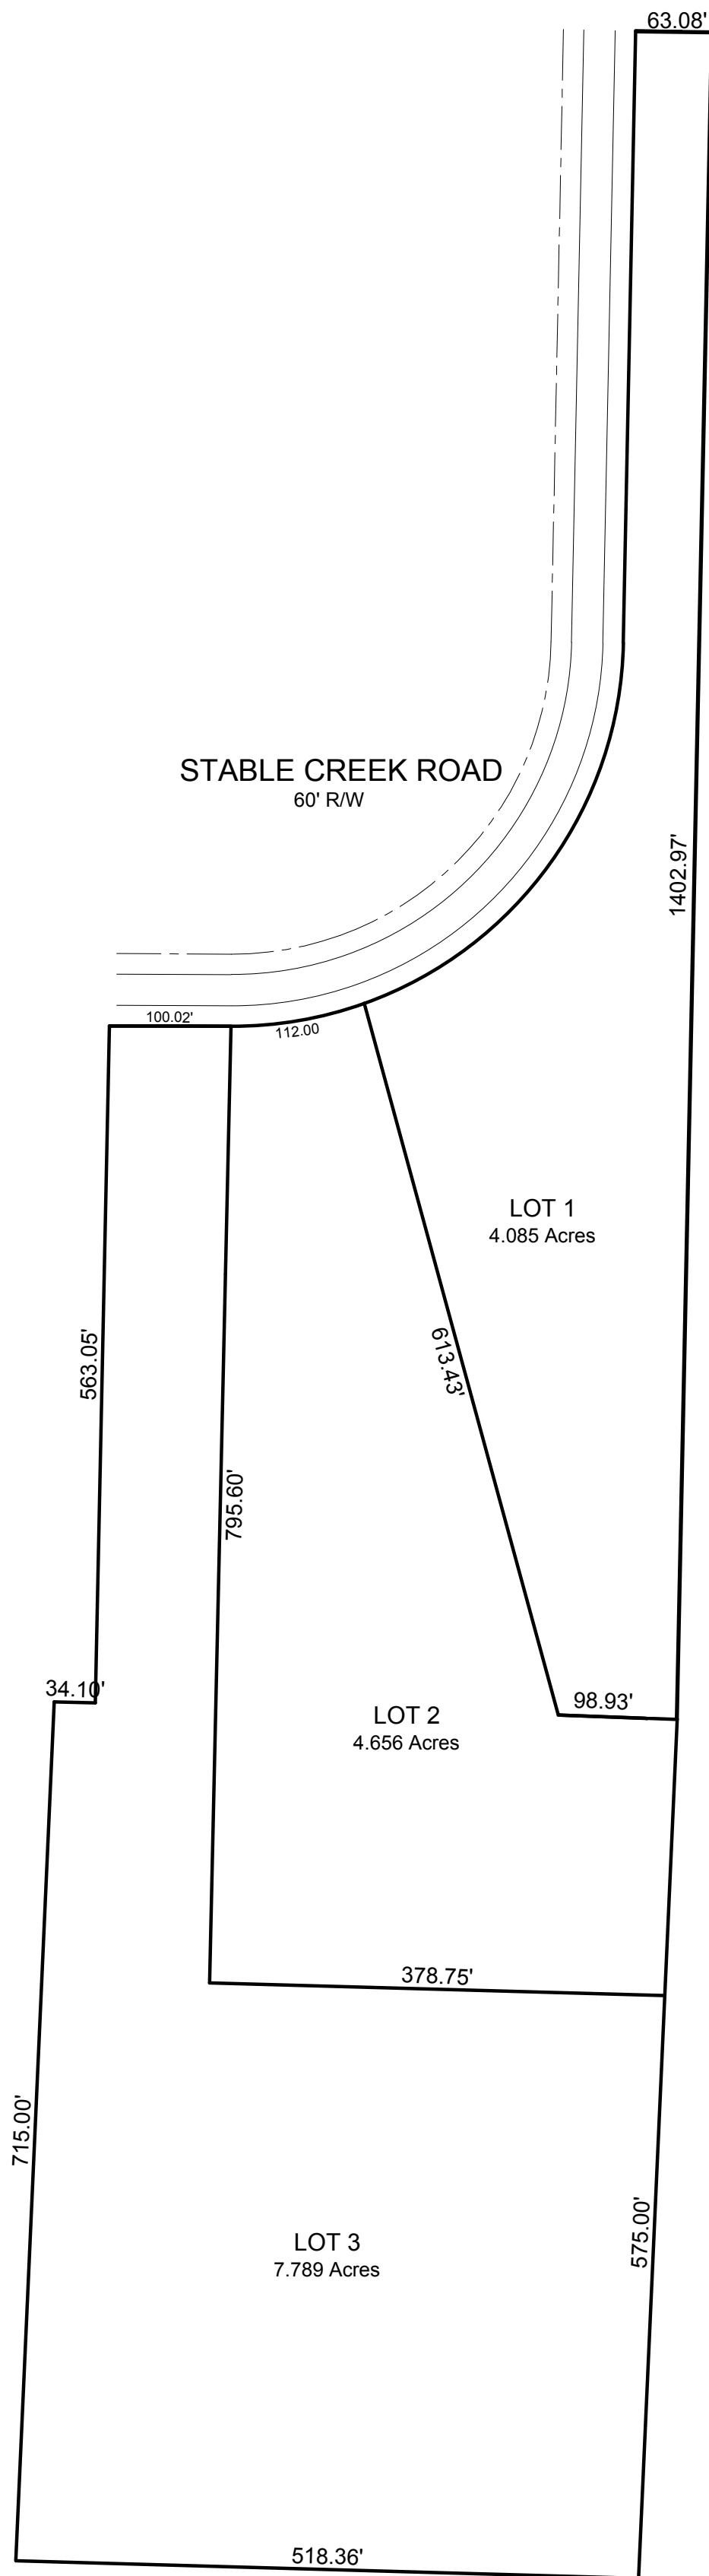 63.08'
STABLE CREEK ROAD
60' R/W
1402.97'
100.02'
112.00
LOT 1
4.085 Acres
563.05'
613.43'
795.60'
34.10'
98.93'
LOT 2
4.656 Acres
378.75'
715.00'
575.00'
LOT 3
7.789 Acres
518.36'